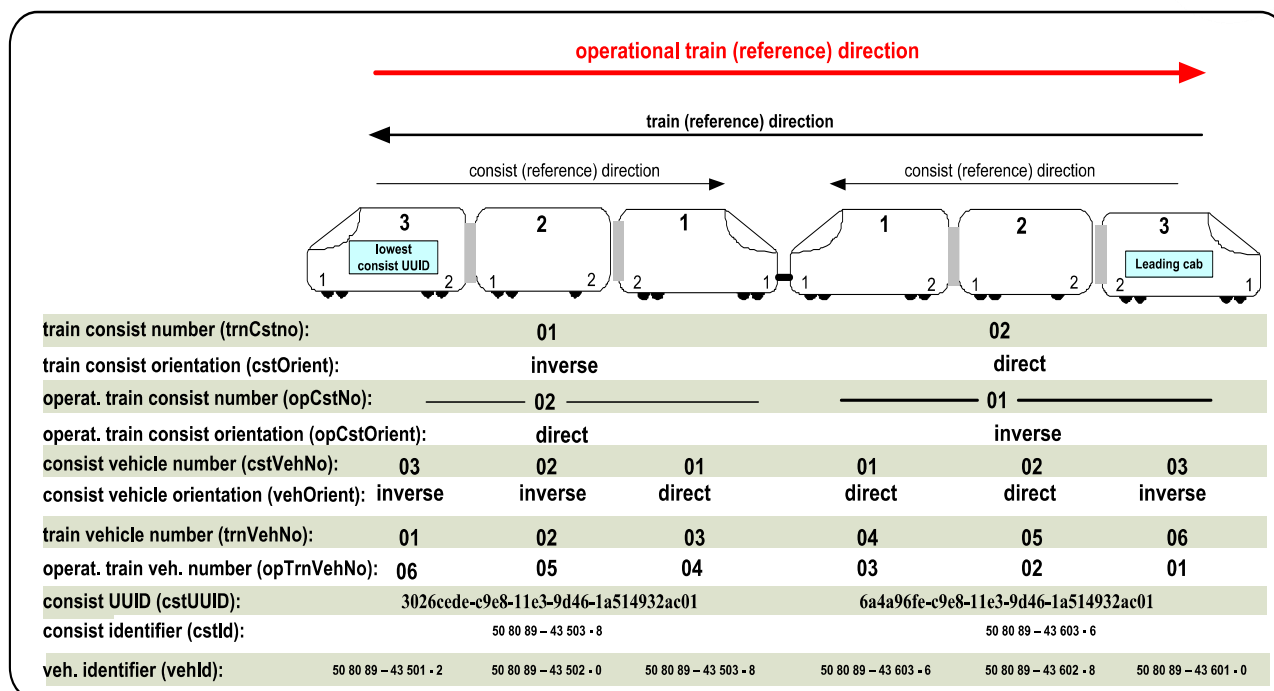 operational train (reference) direction
train (reference) direction
consist (reference) direction consist (reference) direction
3 2 1 1 2 3
lowest
consist UUID
Leading cab
1 2 2 2 1 1 2 2 2 1
train consist number (trnCstno): 01 02
train consist orientation (cstOrient): inverse direct
operat. train consist number (opCstNo): 02 01
operat. train consist orientation (opCstOrient): direct inverse
consist vehicle number (cstVehNo): 03 02 01 01 02 03
consist vehicle orientation (vehOrient): inverse inverse direct direct direct inverse
train vehicle number (trnVehNo): 01 02 03 04 05 06
operat. train veh. number (opTrnVehNo): 06 05 04 03 02 01
consist UUID (cstUUID): 3026cede-c9e8-11e3-9d46-1a514932ac01 6a4a96fe-c9e8-11e3-9d46-1a514932ac01
consist identifier (cstId): 50 80 89 – 43 503 - 8 50 80 89 – 43 603 - 6
veh. identifier (vehId): 50 80 89 – 43 501 - 2 50 80 89 – 43 502 - 0 50 80 89 – 43 503 - 8 50 80 89 – 43 603 - 6 50 80 89 – 43 602 - 8 50 80 89 – 43 601 - 0